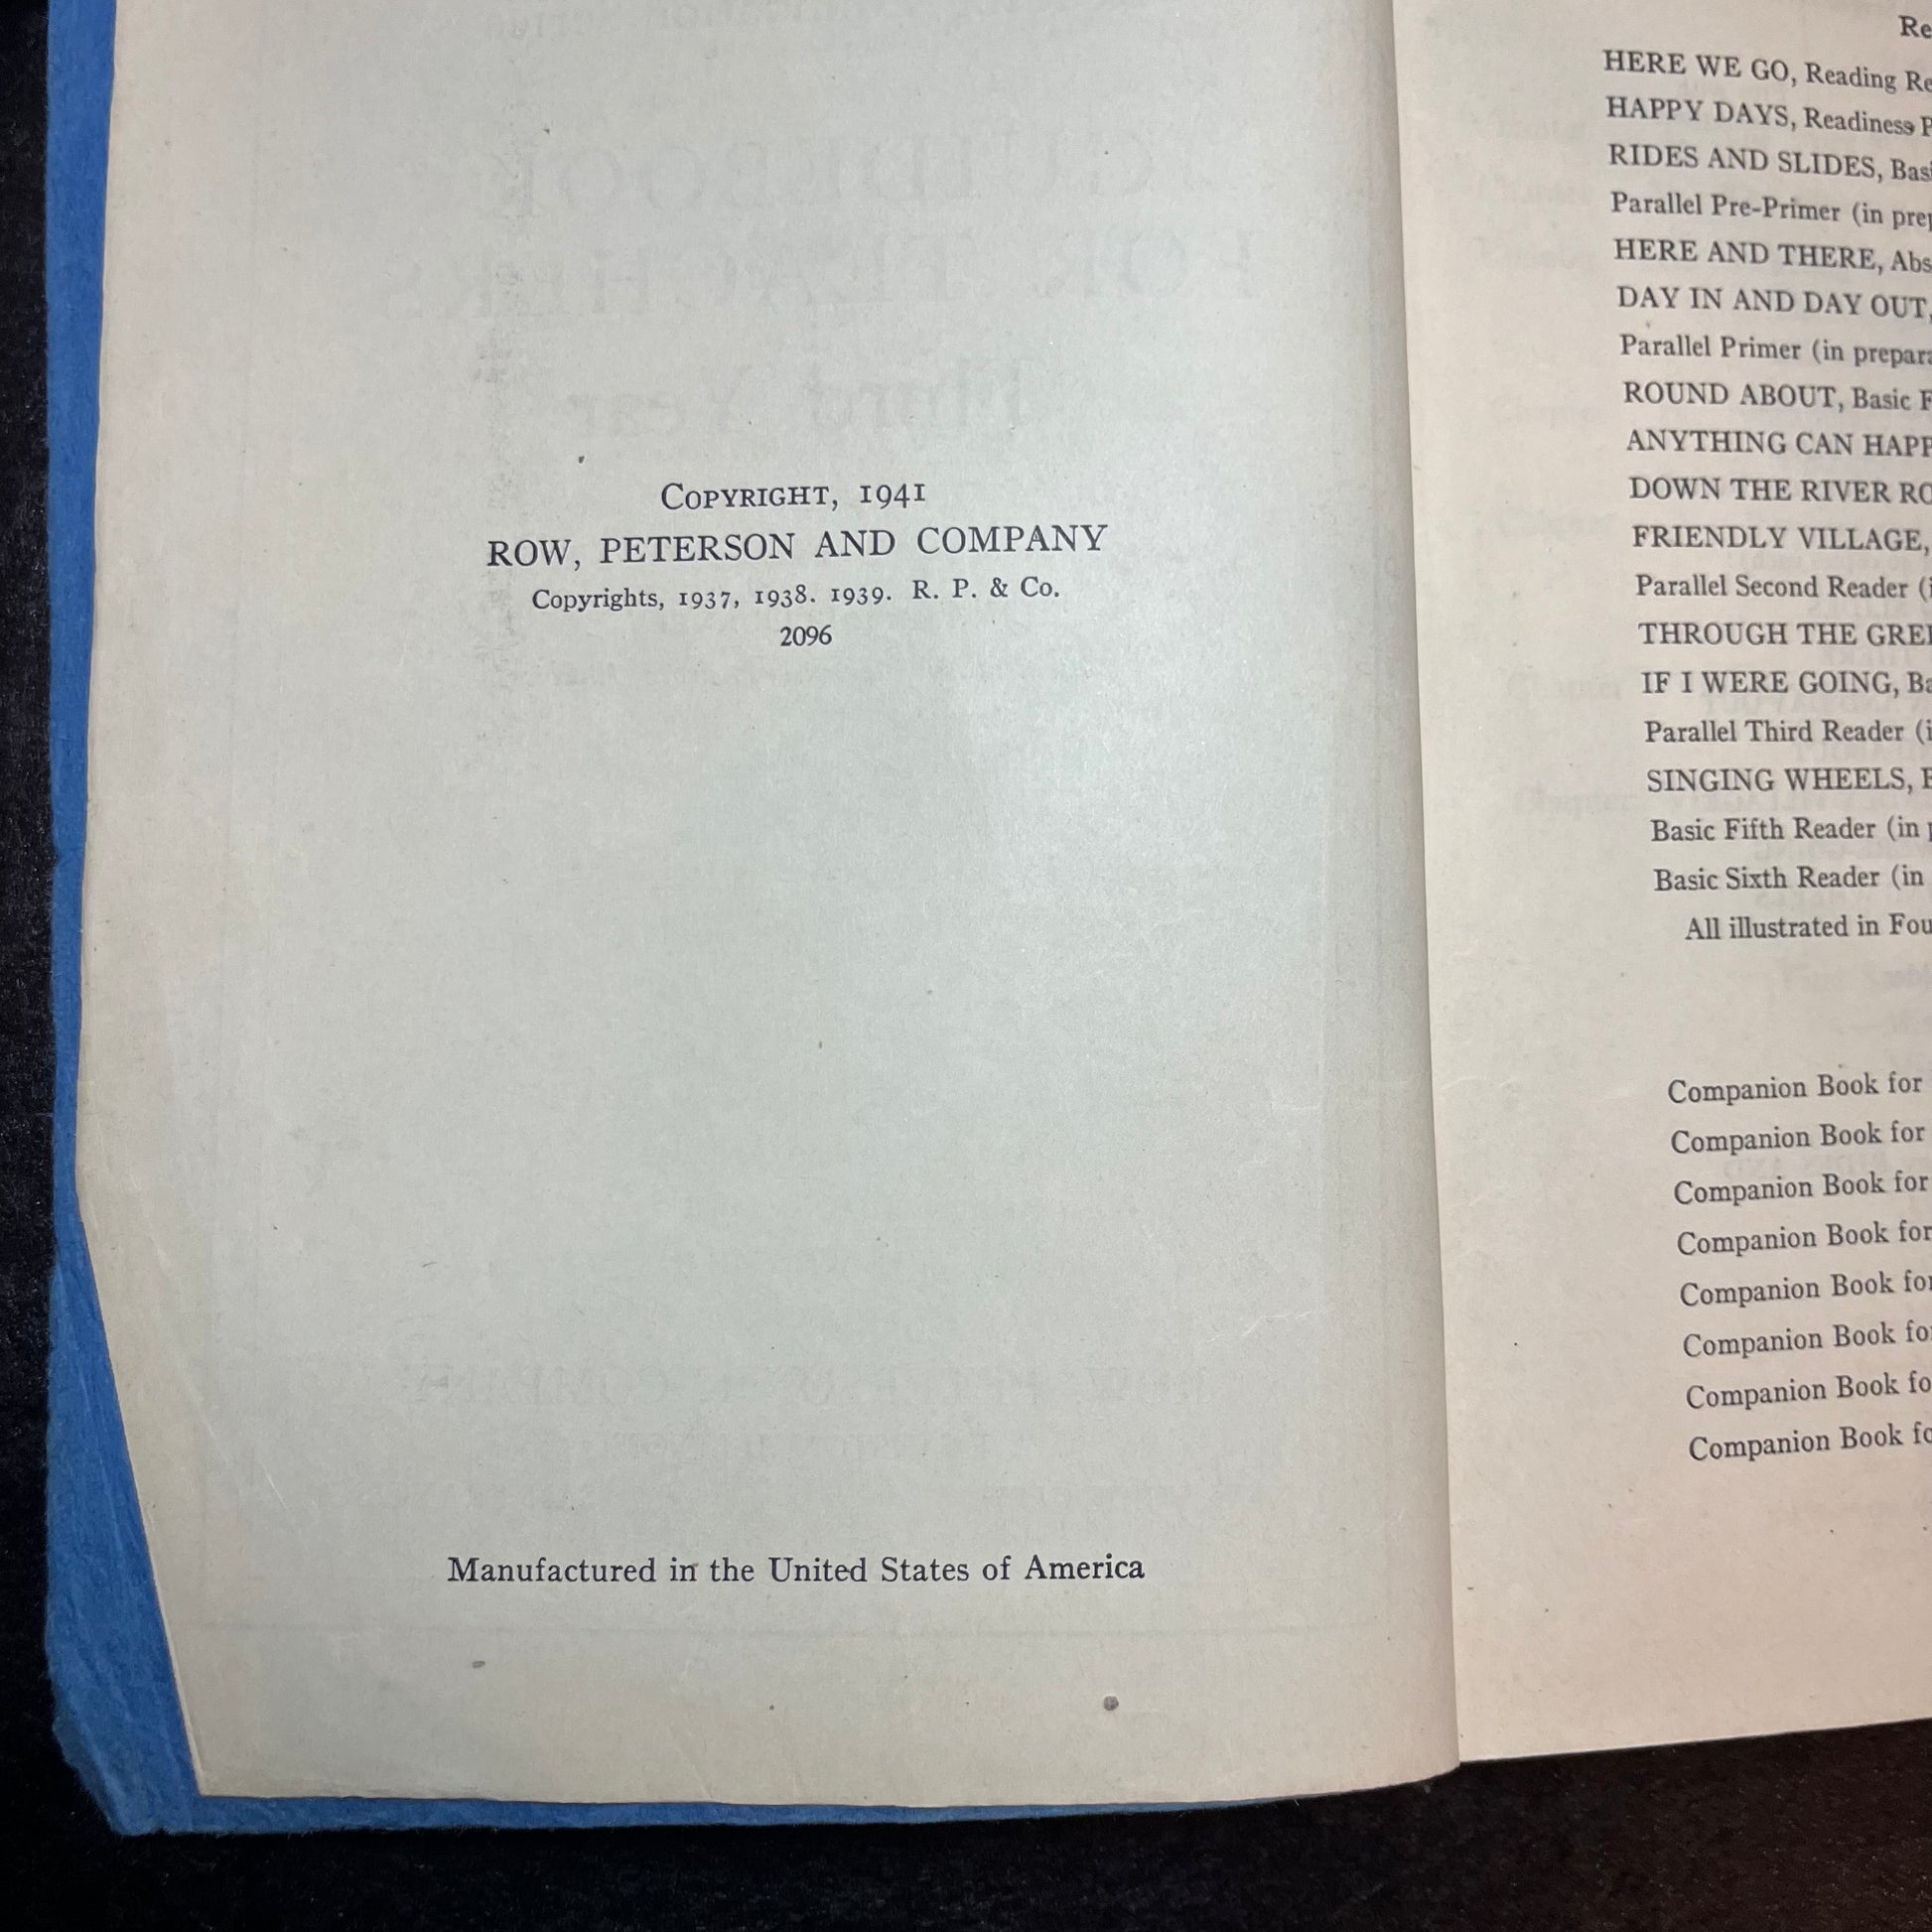 COPYRIGHT, 1941
ROW, PETERSON AND COMPANY
Copyrights, 1937, 1938. 1939. R. P. & Co.
2096
Manufactured in the United States of America
HERE WE GO, Reading
HAPPY DAYS, Readiness
RIDES AND SLIDES,
Parallel Pre-Primer (in
HERE AND THERE,
DAY IN AND DAY OUT,
Parallel Primer (in
ROUND ABOUT, Basic
ANYTHING CAN
DOWN THE RIVER
FRIENDLY VILLAGE,
Parallel Second Reader
THROUGH THE
IF I WERE GOING,
Parallel Third Reader
SINGING WHEELS,
Basic Fifth Reader (in
Basic Sixth Reader (in
All illustrated in
Companion Book for
Companion Book for
Companion Book for
Companion Book for
Companion Book
Companion Book
Companion Book
Companion Book